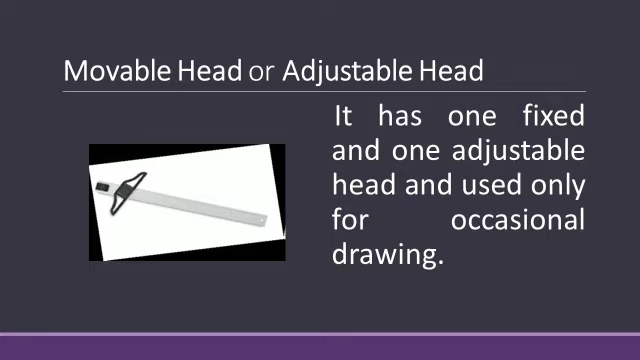 Movable Head or Adjustable Head
It has one fixed
and one adjustable
head and used only
for occasional
drawing.